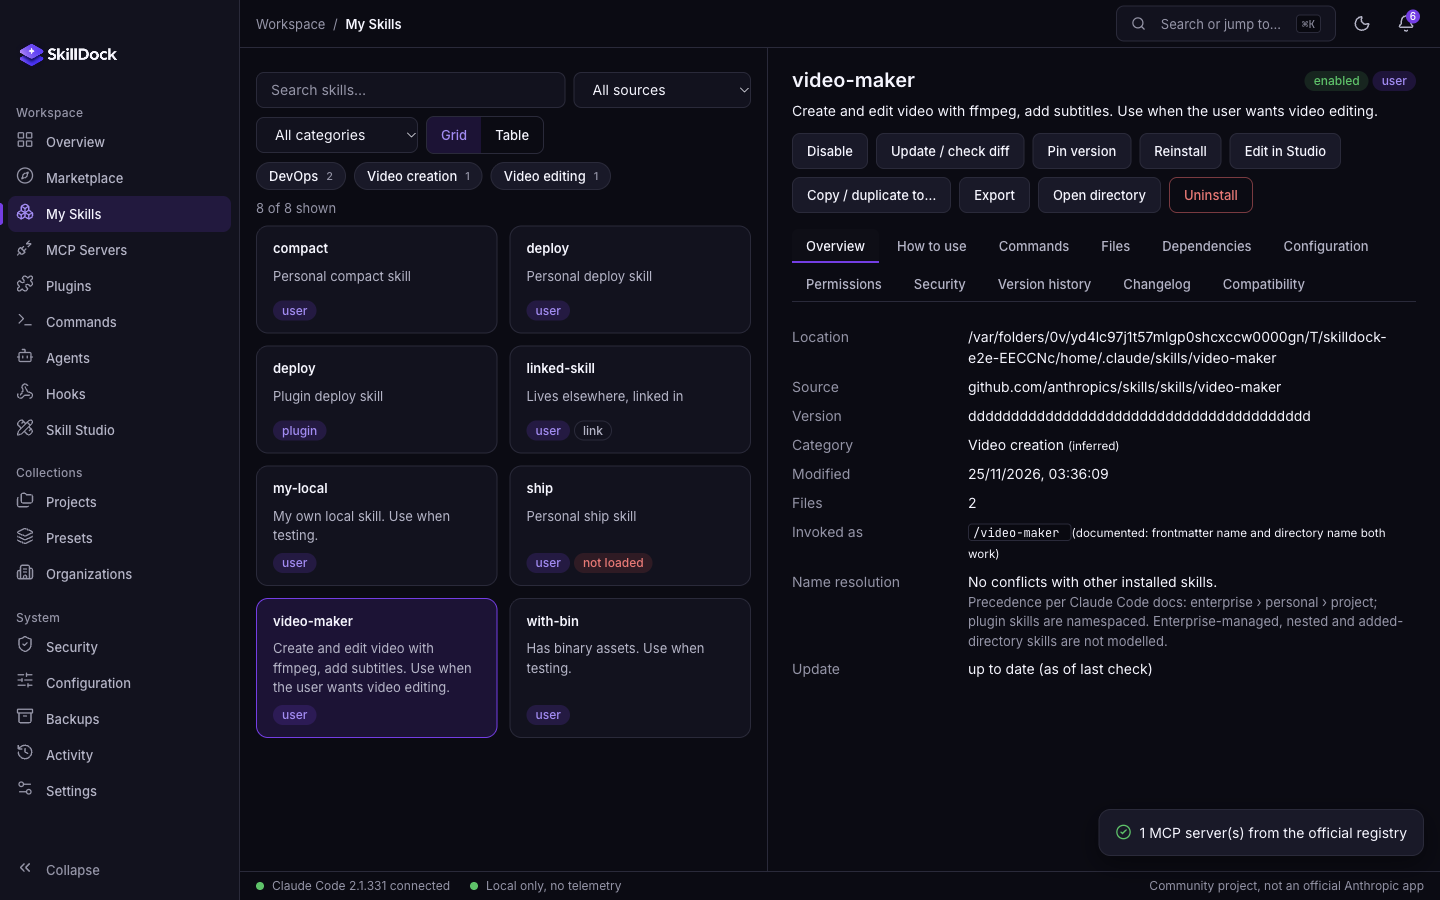 SkillDock
Workspace
Overview
Marketplace
My Skills
MCP Servers
Plugins
Commands
Agents
Hooks
Skill Studio
Collections
Projects
Presets
Organizations
System
Security
Configuration
Backups
Activity
Settings
Collapse
Workspace / My Skills
Search or jump to... ⌘K
6
Search skills...
All sources
All categories
Grid
Table
DevOps 2
Video creation 1
Video editing 1
8 of 8 shown
compact
Personal compact skill
user
deploy
Personal deploy skill
user
deploy
Plugin deploy skill
plugin
linked-skill
Lives elsewhere, linked in
user link
my-local
My own local skill. Use when
testing.
user
ship
Personal ship skill
user not loaded
video-maker
Create and edit video with
ffmpeg, add subtitles. Use when
the user wants video editing.
user
with-bin
Has binary assets. Use when
testing.
user
video-maker
enabled user
Create and edit video with ffmpeg, add subtitles. Use when the user wants video editing.
Disable
Update / check diff
Pin version
Reinstall
Edit in Studio
Copy / duplicate to...
Export
Open directory
Uninstall
Overview
How to use
Commands
Files
Dependencies
Configuration
Permissions
Security
Version history
Changelog
Compatibility
Location
/var/folders/0v/yd4lc97j1t57mlgp0shcxccw0000gn/T/skilldock-
e2e-EECCNc/home/.claude/skills/video-maker
Source
github.com/anthropics/skills/skills/video-maker
Version
dddddddddddddddddddddddddddddddddddddddd
Category
Video creation (inferred)
Modified
25/11/2026, 03:36:09
Files
2
Invoked as
/video-maker (documented: frontmatter name and directory name both
work)
Name resolution
No conflicts with other installed skills.
Precedence per Claude Code docs: enterprise › personal › project;
plugin skills are namespaced. Enterprise-managed, nested and added-
directory skills are not modelled.
Update
up to date (as of last check)
1 MCP server(s) from the official registry
Claude Code 2.1.331 connected
Local only, no telemetry
Community project, not an official Anthropic app